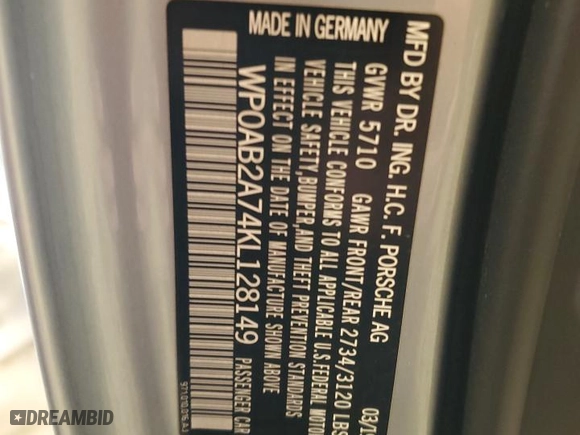 MFD BY DR. ING. H.C. F. PORSCHE AG
GVWR 5710 GAWR FRONT/REAR 2734/3120 LBS
THIS VEHICLE CONFORMS TO ALL APPLICABLE U.S. FEDERAL MOTOR
VEHICLE SAFETY, BUMPER, AND THEFT PREVENTION STANDARDS
IN EFFECT ON THE DATE OF MANUFACTURE SHOWN ABOVE
WP0AB2A74KL128149 PASSENGER CAR
MADE IN GERMANY
DREAMBID